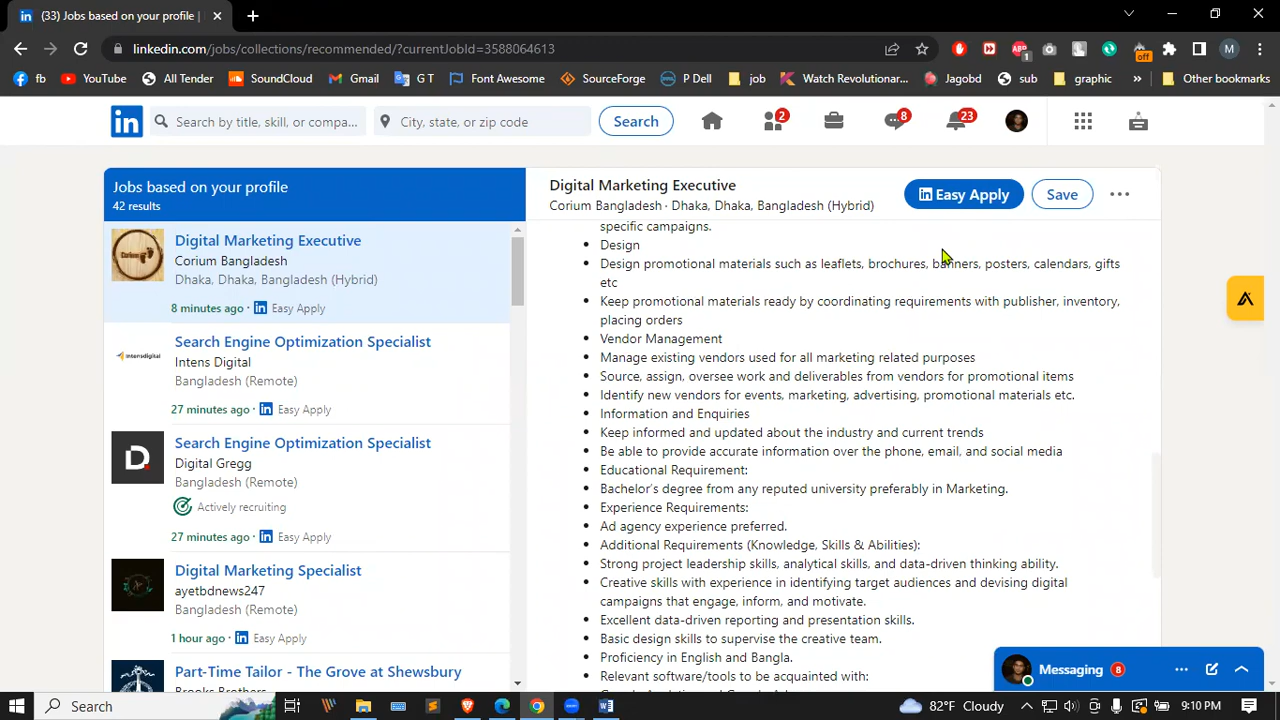 (33) Jobs based on your profile |
linkedin.com/jobs/collections/recommended/?currentJobId=3588064613
ABP
1
off
M
fb
YouTube
All Tender
SoundCloud
Gmail
G T
Font Awesome
SourceForge
P Dell
job
Watch Revolutionar...
Jagobd
sub
graphic
»
Other bookmarks
in
Search by title, skill, or compa...
City, state, or zip code
Search
2
8
23
Jobs based on your profile
42 results
Digital Marketing Executive
Corium Bangladesh
Dhaka, Dhaka, Bangladesh (Hybrid)
8 minutes ago · Easy Apply
Search Engine Optimization Specialist
Intens Digital
Bangladesh (Remote)
27 minutes ago · Easy Apply
Search Engine Optimization Specialist
Digital Gregg
Bangladesh (Remote)
Actively recruiting
27 minutes ago · Easy Apply
Digital Marketing Specialist
ayetbdnews247
Bangladesh (Remote)
1 hour ago · Easy Apply
Part-Time Tailor - The Grove at Shewsbury
Brooks Brothers
Digital Marketing Executive
Corium Bangladesh · Dhaka, Dhaka, Bangladesh (Hybrid)
Easy Apply
Save
specific campaigns.
• Design
• Design promotional materials such as leaflets, brochures, banners, posters, calendars, gifts
etc
• Keep promotional materials ready by coordinating requirements with publisher, inventory,
placing orders
• Vendor Management
• Manage existing vendors used for all marketing related purposes
• Source, assign, oversee work and deliverables from vendors for promotional items
• Identify new vendors for events, marketing, advertising, promotional materials etc.
• Information and Enquiries
• Keep informed and updated about the industry and current trends
• Be able to provide accurate information over the phone, email, and social media
• Educational Requirement:
• Bachelor's degree from any reputed university preferably in Marketing.
• Experience Requirements:
• Ad agency experience preferred.
• Additional Requirements (Knowledge, Skills & Abilities):
• Strong project leadership skills, analytical skills, and data-driven thinking ability.
• Creative skills with experience in identifying target audiences and devising digital
campaigns that engage, inform, and motivate.
• Excellent data-driven reporting and presentation skills.
• Basic design skills to supervise the creative team.
• Proficiency in English and Bangla.
• Relevant software/tools to be acquainted with:
Messaging 8
Search
82°F Cloudy
9:10 PM